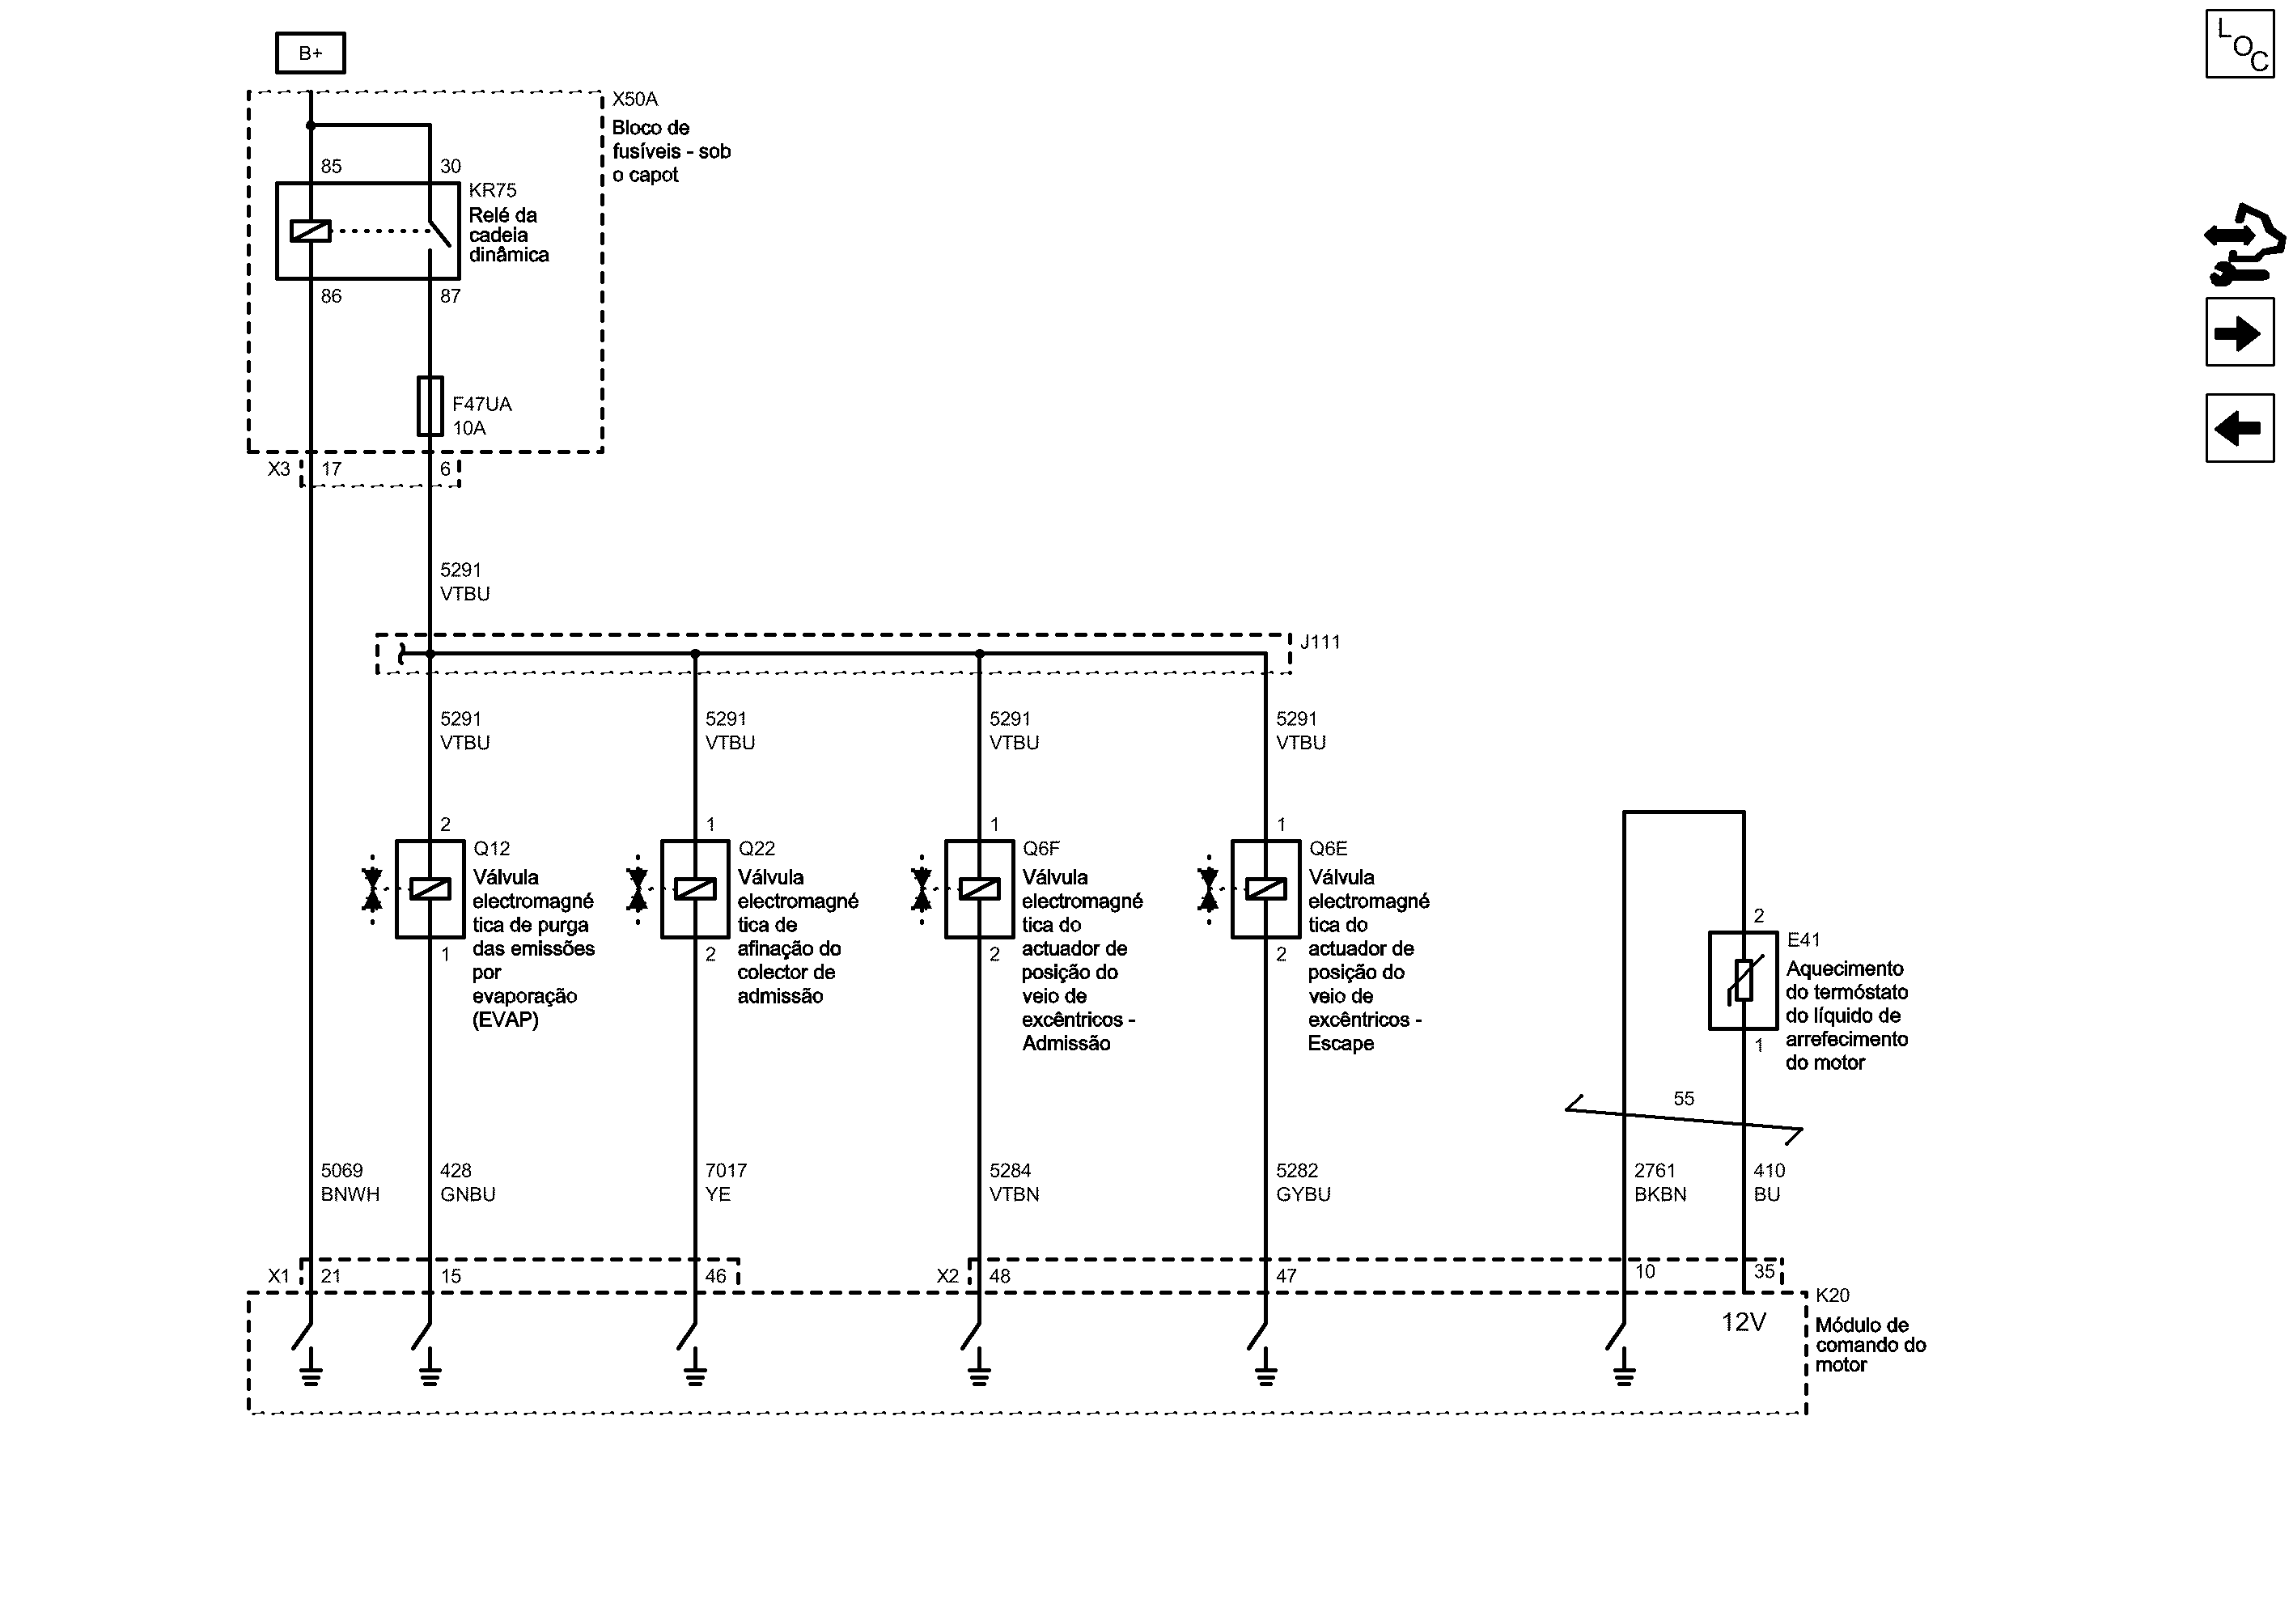 B+
L
O
C
X50A
Bloco de
fusíveis - sob
o capot
85
30
KR75
Relé da
cadeia
dinâmica
86
87
F47UA
10A
X3
17
6
5291
VTBU
J111
5291
VTBU
5291
VTBU
5291
VTBU
5291
VTBU
2
Q12
Válvula
electromagné
tica de purga
das emissões
por
evaporação
(EVAP)
1
1
Q22
Válvula
electromagné
tica de
afinação do
colector de
admissão
2
1
Q6F
Válvula
electromagné
tica do
actuador de
posição do
veio de
excêntricos -
Admissão
2
1
Q6E
Válvula
electromagné
tica do
actuador de
posição do
veio de
excêntricos -
Escape
2
2
E41
Aquecimento
do termóstato
do líquido de
arrefecimento
do motor
1
55
5069
BNWH
428
GNBU
7017
YE
5284
VTBN
5282
GYBU
2761
BKBN
410
BU
X1
21
15
46
X2
48
47
10
35
K20
Módulo de
comando do
motor
12V